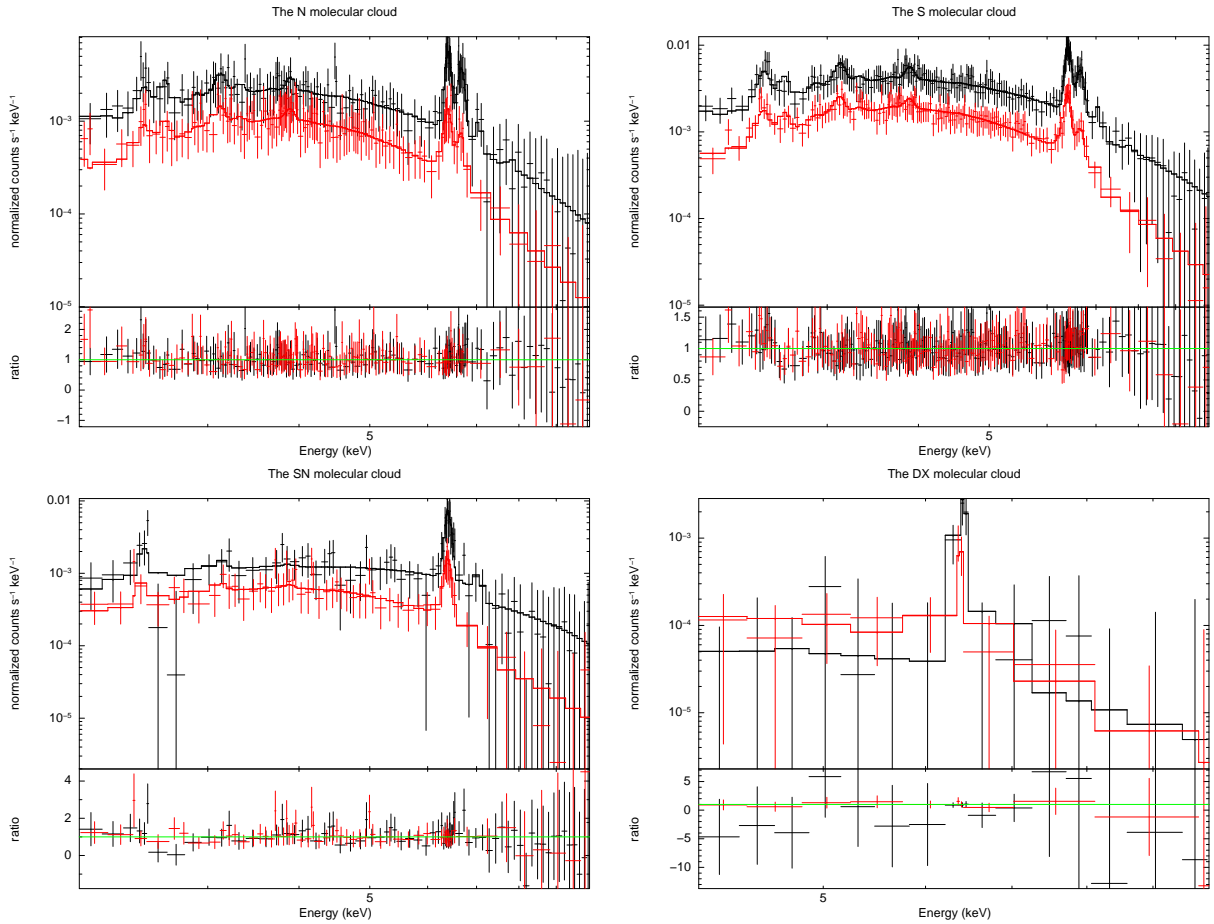 The N molecular cloud
normalized counts s⁻¹ keV⁻¹
10⁻³
10⁻⁴
10⁻⁵
ratio
2
1
0
−1
5
Energy (keV)
The S molecular cloud
normalized counts s⁻¹ keV⁻¹
0.01
10⁻³
10⁻⁴
10⁻⁵
ratio
1.5
1
0.5
0
5
Energy (keV)
The SN molecular cloud
normalized counts s⁻¹ keV⁻¹
0.01
10⁻³
10⁻⁴
10⁻⁵
ratio
4
2
0
5
Energy (keV)
The DX molecular cloud
normalized counts s⁻¹ keV⁻¹
10⁻³
10⁻⁴
10⁻⁵
ratio
5
0
−5
−10
5
Energy (keV)